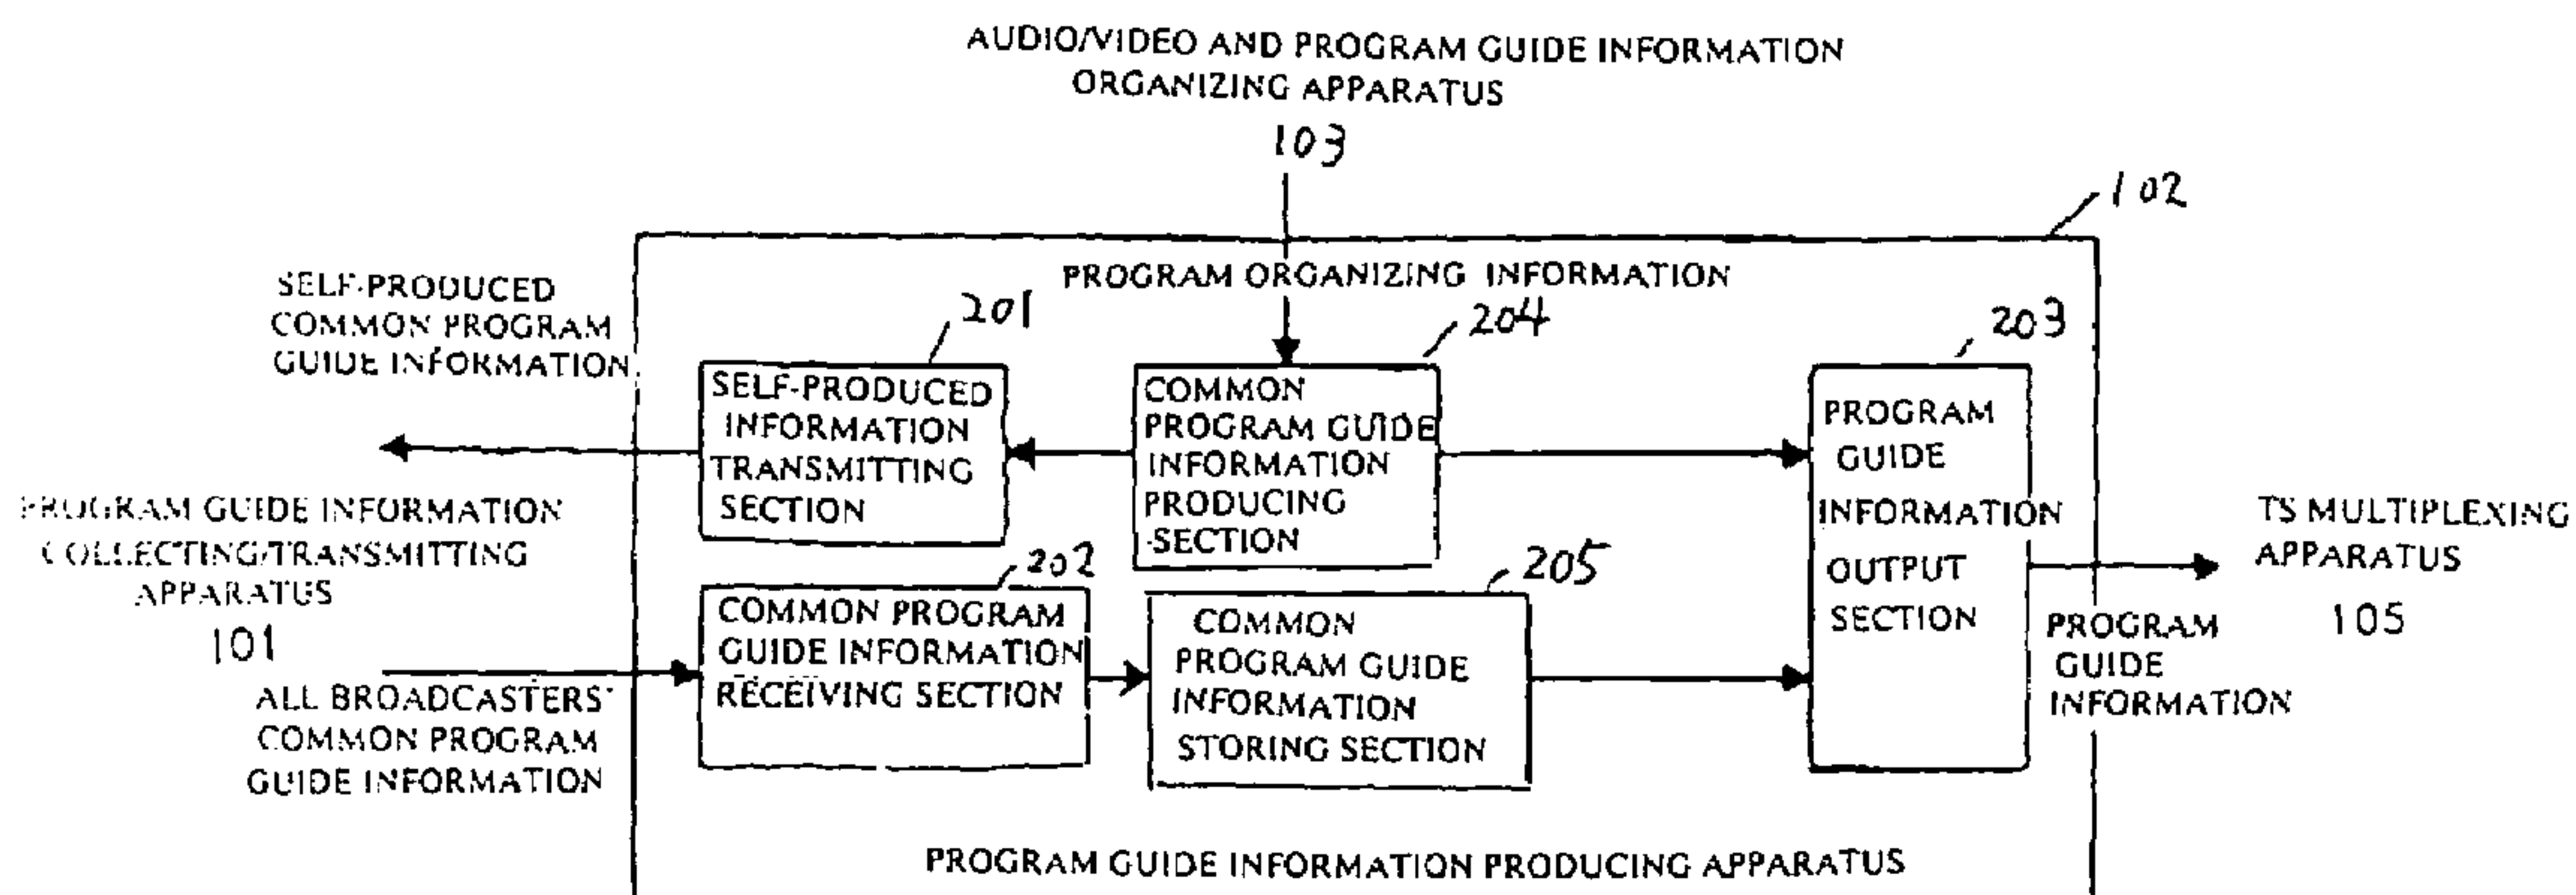 AUDIO/VIDEO AND PROGRAM GUIDE INFORMATION
ORGANIZING APPARATUS
103
102
PROGRAM ORGANIZING INFORMATION
SELF-PRODUCED
COMMON PROGRAM
GUIDE INFORMATION
201
SELF-PRODUCED
INFORMATION
TRANSMITTING
SECTION
204
COMMON
PROGRAM GUIDE
INFORMATION
PRODUCING
SECTION
203
PROGRAM
GUIDE
INFORMATION
OUTPUT
SECTION
PROGRAM GUIDE INFORMATION
COLLECTING/TRANSMITTING
APPARATUS
101
TS MULTIPLEXING
APPARATUS
105
202
COMMON PROGRAM
GUIDE INFORMATION
RECEIVING SECTION
205
COMMON
PROGRAM GUIDE
INFORMATION
STORING SECTION
PROGRAM
GUIDE
INFORMATION
ALL BROADCASTERS'
COMMON PROGRAM
GUIDE INFORMATION
PROGRAM GUIDE INFORMATION PRODUCING APPARATUS